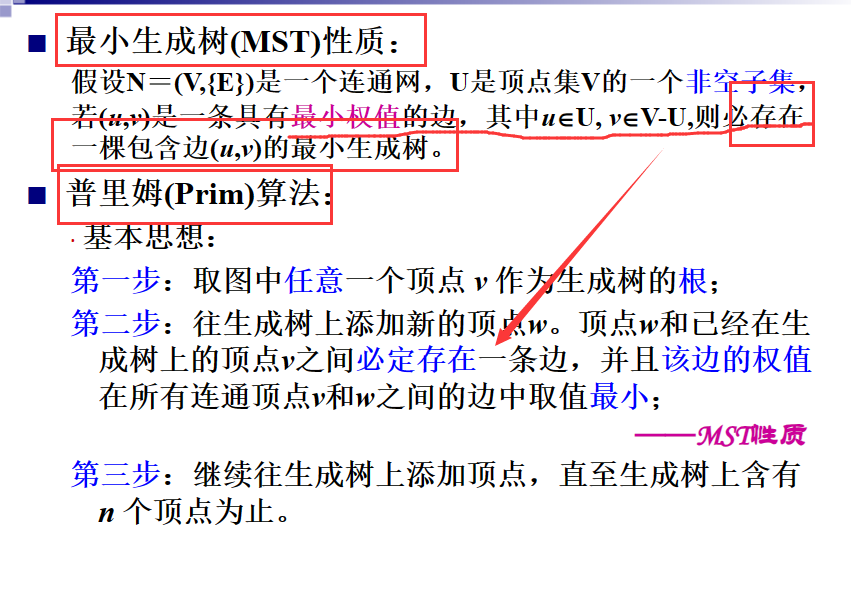 最小生成树(MST)性质：
假设N＝(V,{E})是一个连通网，U是顶点集V的一个非空子集，
若(u,v)是一条具有最小权值的边，其中u∈U, v∈V-U,则必存在
一棵包含边(u,v)的最小生成树。
普里姆(Prim)算法：
· 基本思想：
第一步：取图中任意一个顶点 v 作为生成树的根；
第二步：往生成树上添加新的顶点w。顶点w和已经在生
成树上的顶点v之间必定存在一条边，并且该边的权值
在所有连通顶点v和w之间的边中取值最小；
——MST性质
第三步：继续往生成树上添加顶点，直至生成树上含有
n 个顶点为止。